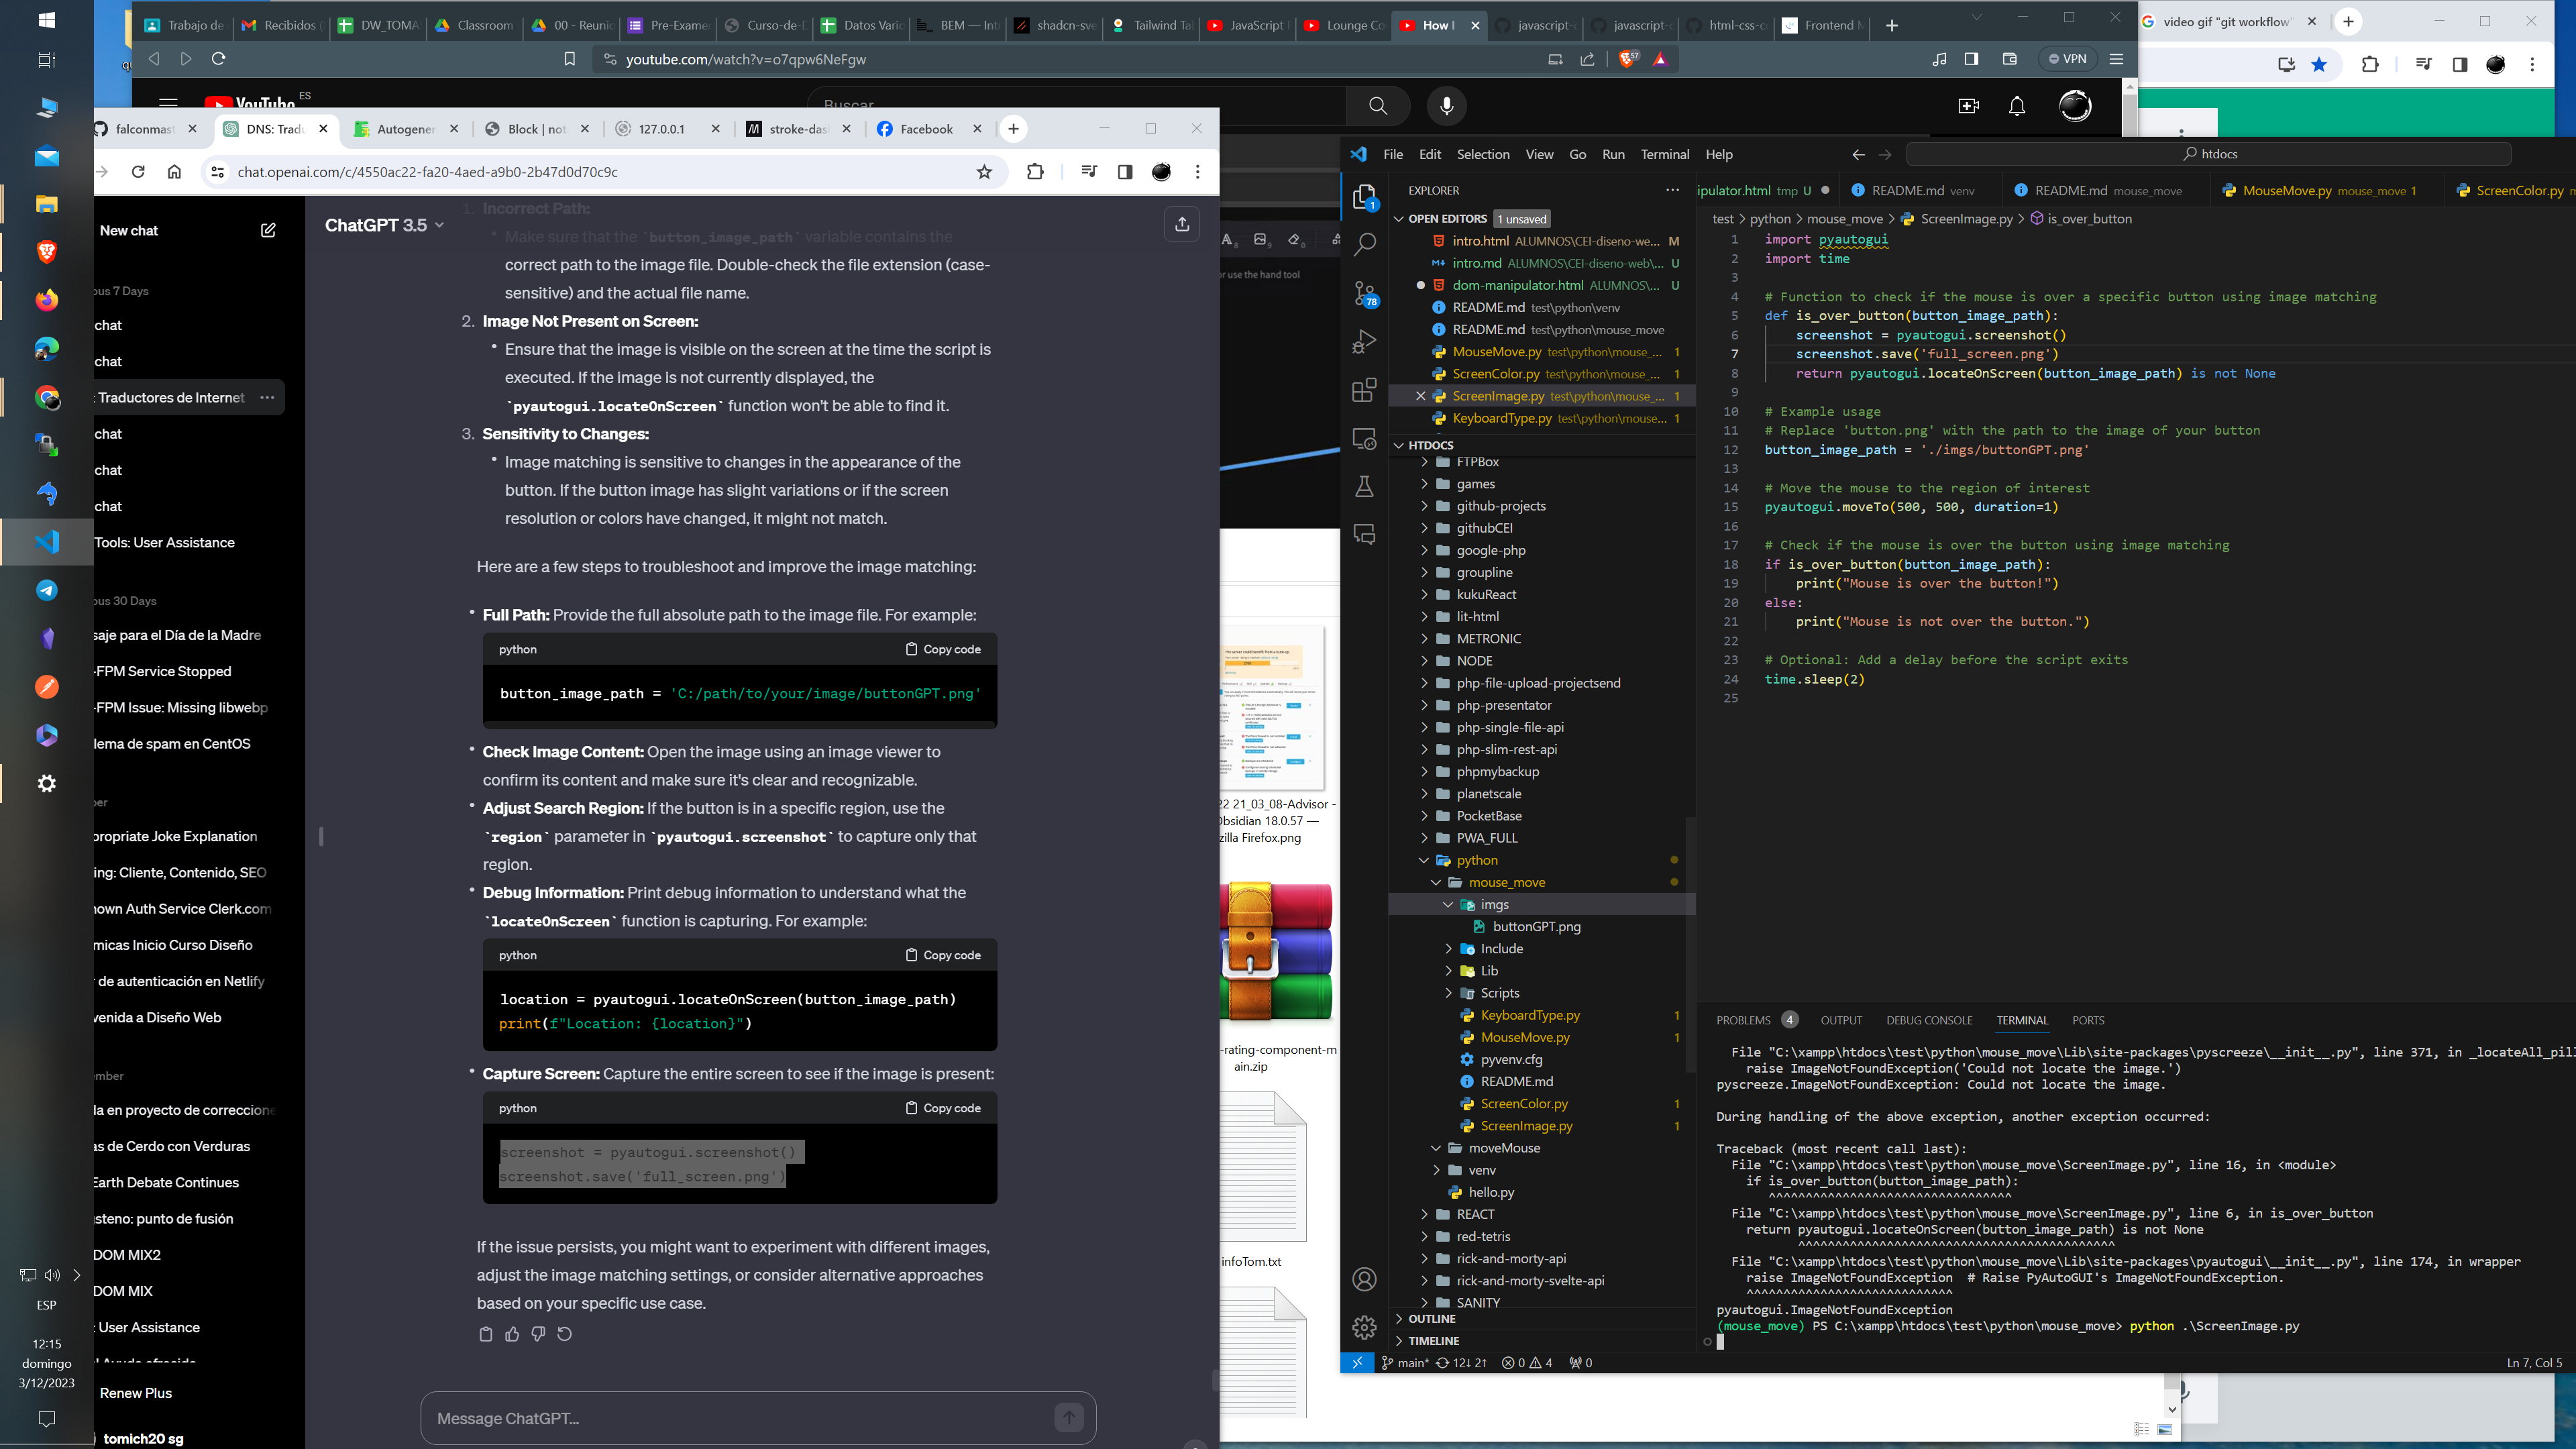 Trabajo de
Recibidos (
DW_TOMA
Classroom
00 - Reunio
Pre-Examen
Curso-de-D
Datos Vario
BEM — Int
shadcn-sve
Tailwind Tal
JavaScript
Lounge Co
How I
javascript-
javascript-
html-css-c
Frontend M
video gif "git workflow"
youtube.com/watch?v=o7qpw6NeFgw
57
VPN
YouTube ES
Buscar
falconmast
DNS: Tradu
Autogener
Block | not
127.0.0.1
stroke-das
Facebook
chat.openai.com/c/4550ac22-fa20-4aed-a9b0-2b47d0d70c9c
New chat
ous 7 Days
chat
chat
: Traductores de Internet
chat
chat
chat
Tools: User Assistance
ous 30 Days
saje para el Día de la Madre
-FPM Service Stopped
-FPM Issue: Missing libwebp
lema de spam en CentOS
ber
propriate Joke Explanation
ing: Cliente, Contenido, SEO
nown Auth Service Clerk.com
micas Inicio Curso Diseño
r de autenticación en Netlify
venida a Diseño Web
ember
da en proyecto de correccione
as de Cerdo con Verduras
Earth Debate Continues
gsteno: punto de fusión
DOM MIX2
DOM MIX
: User Assistance
Renew Plus
tomich20 sg
ESP
12:15
domingo
3/12/2023
ChatGPT 3.5
1. Incorrect Path:
• Make sure that the `button_image_path` variable contains the
correct path to the image file. Double-check the file extension (case-
sensitive) and the actual file name.
2. Image Not Present on Screen:
• Ensure that the image is visible on the screen at the time the script is
executed. If the image is not currently displayed, the
`pyautogui.locateOnScreen` function won't be able to find it.
3. Sensitivity to Changes:
• Image matching is sensitive to changes in the appearance of the
button. If the button image has slight variations or if the screen
resolution or colors have changed, it might not match.
Here are a few steps to troubleshoot and improve the image matching:
• Full Path: Provide the full absolute path to the image file. For example:
python Copy code
button_image_path = 'C:/path/to/your/image/buttonGPT.png'
• Check Image Content: Open the image using an image viewer to
confirm its content and make sure it's clear and recognizable.
• Adjust Search Region: If the button is in a specific region, use the
`region` parameter in `pyautogui.screenshot` to capture only that
region.
• Debug Information: Print debug information to understand what the
`locateOnScreen` function is capturing. For example:
python Copy code
location = pyautogui.locateOnScreen(button_image_path)
print(f"Location: {location}")
• Capture Screen: Capture the entire screen to see if the image is present:
python Copy code
screenshot = pyautogui.screenshot()
screenshot.save('full_screen.png')
If the issue persists, you might want to experiment with different images,
adjust the image matching settings, or consider alternative approaches
based on your specific use case.
Message ChatGPT...
or use the hand tool
22 21_03_08-Advisor -
Obsidian 18.0.57 —
zilla Firefox.png
-rating-component-m
ain.zip
infoTom.txt
File Edit Selection View Go Run Terminal Help
htdocs
EXPLORER
OPEN EDITORS 1 unsaved
intro.html ALUMNOS\CEI-diseno-we... M
intro.md ALUMNOS\CEI-diseno-web\... U
dom-manipulator.html ALUMNOS\... U
README.md test\python\venv
README.md test\python\mouse_move
MouseMove.py test\python\mouse_... 1
ScreenColor.py test\python\mouse_... 1
ScreenImage.py test\python\mouse_... 1
KeyboardType.py test\python\mouse... 1
HTDOCS
FTPBox
games
github-projects
githubCEI
google-php
groupline
kukuReact
lit-html
METRONIC
NODE
php-file-upload-projectsend
php-presentator
php-single-file-api
php-slim-rest-api
phpmybackup
planetscale
PocketBase
PWA_FULL
python
mouse_move
imgs
buttonGPT.png
Include
Lib
Scripts
KeyboardType.py 1
MouseMove.py 1
pyvenv.cfg
README.md
ScreenColor.py 1
ScreenImage.py 1
moveMouse
venv
hello.py
REACT
red-tetris
rick-and-morty-api
rick-and-morty-svelte-api
SANITY
OUTLINE
TIMELINE
1
78
ipulator.html tmp U
README.md venv
README.md mouse_move
MouseMove.py mouse_move 1
ScreenColor.py m
test > python > mouse_move > ScreenImage.py > is_over_button
1 import pyautogui
2 import time
3
4 # Function to check if the mouse is over a specific button using image matching
5 def is_over_button(button_image_path):
6 screenshot = pyautogui.screenshot()
7 screenshot.save('full_screen.png')
8 return pyautogui.locateOnScreen(button_image_path) is not None
9
10 # Example usage
11 # Replace 'button.png' with the path to the image of your button
12 button_image_path = './imgs/buttonGPT.png'
13
14 # Move the mouse to the region of interest
15 pyautogui.moveTo(500, 500, duration=1)
16
17 # Check if the mouse is over the button using image matching
18 if is_over_button(button_image_path):
19 print("Mouse is over the button!")
20 else:
21 print("Mouse is not over the button.")
22
23 # Optional: Add a delay before the script exits
24 time.sleep(2)
25
PROBLEMS 4 OUTPUT DEBUG CONSOLE TERMINAL PORTS
File "C:\xampp\htdocs\test\python\mouse_move\Lib\site-packages\pyscreeze\__init__.py", line 371, in _locateAll_pil
raise ImageNotFoundException('Could not locate the image.')
pyscreeze.ImageNotFoundException: Could not locate the image.
During handling of the above exception, another exception occurred:
Traceback (most recent call last):
File "C:\xampp\htdocs\test\python\mouse_move\ScreenImage.py", line 16, in <module>
if is_over_button(button_image_path):
^^^^^^^^^^^^^^^^^^^^^^^^^^^^^^^^^
File "C:\xampp\htdocs\test\python\mouse_move\ScreenImage.py", line 6, in is_over_button
return pyautogui.locateOnScreen(button_image_path) is not None
^^^^^^^^^^^^^^^^^^^^^^^^^^^^^^^^^^^^^^^^^^^
File "C:\xampp\htdocs\test\python\mouse_move\Lib\site-packages\pyautogui\__init__.py", line 174, in wrapper
raise ImageNotFoundException # Raise PyAutoGUI's ImageNotFoundException.
^^^^^^^^^^^^^^^^^^^^^^^^^^^^
pyautogui.ImageNotFoundException
(mouse_move) PS C:\xampp\htdocs\test\python\mouse_move> python .\ScreenImage.py
main* 12↓ 2↑ 0 4 0
Ln 7, Col 5